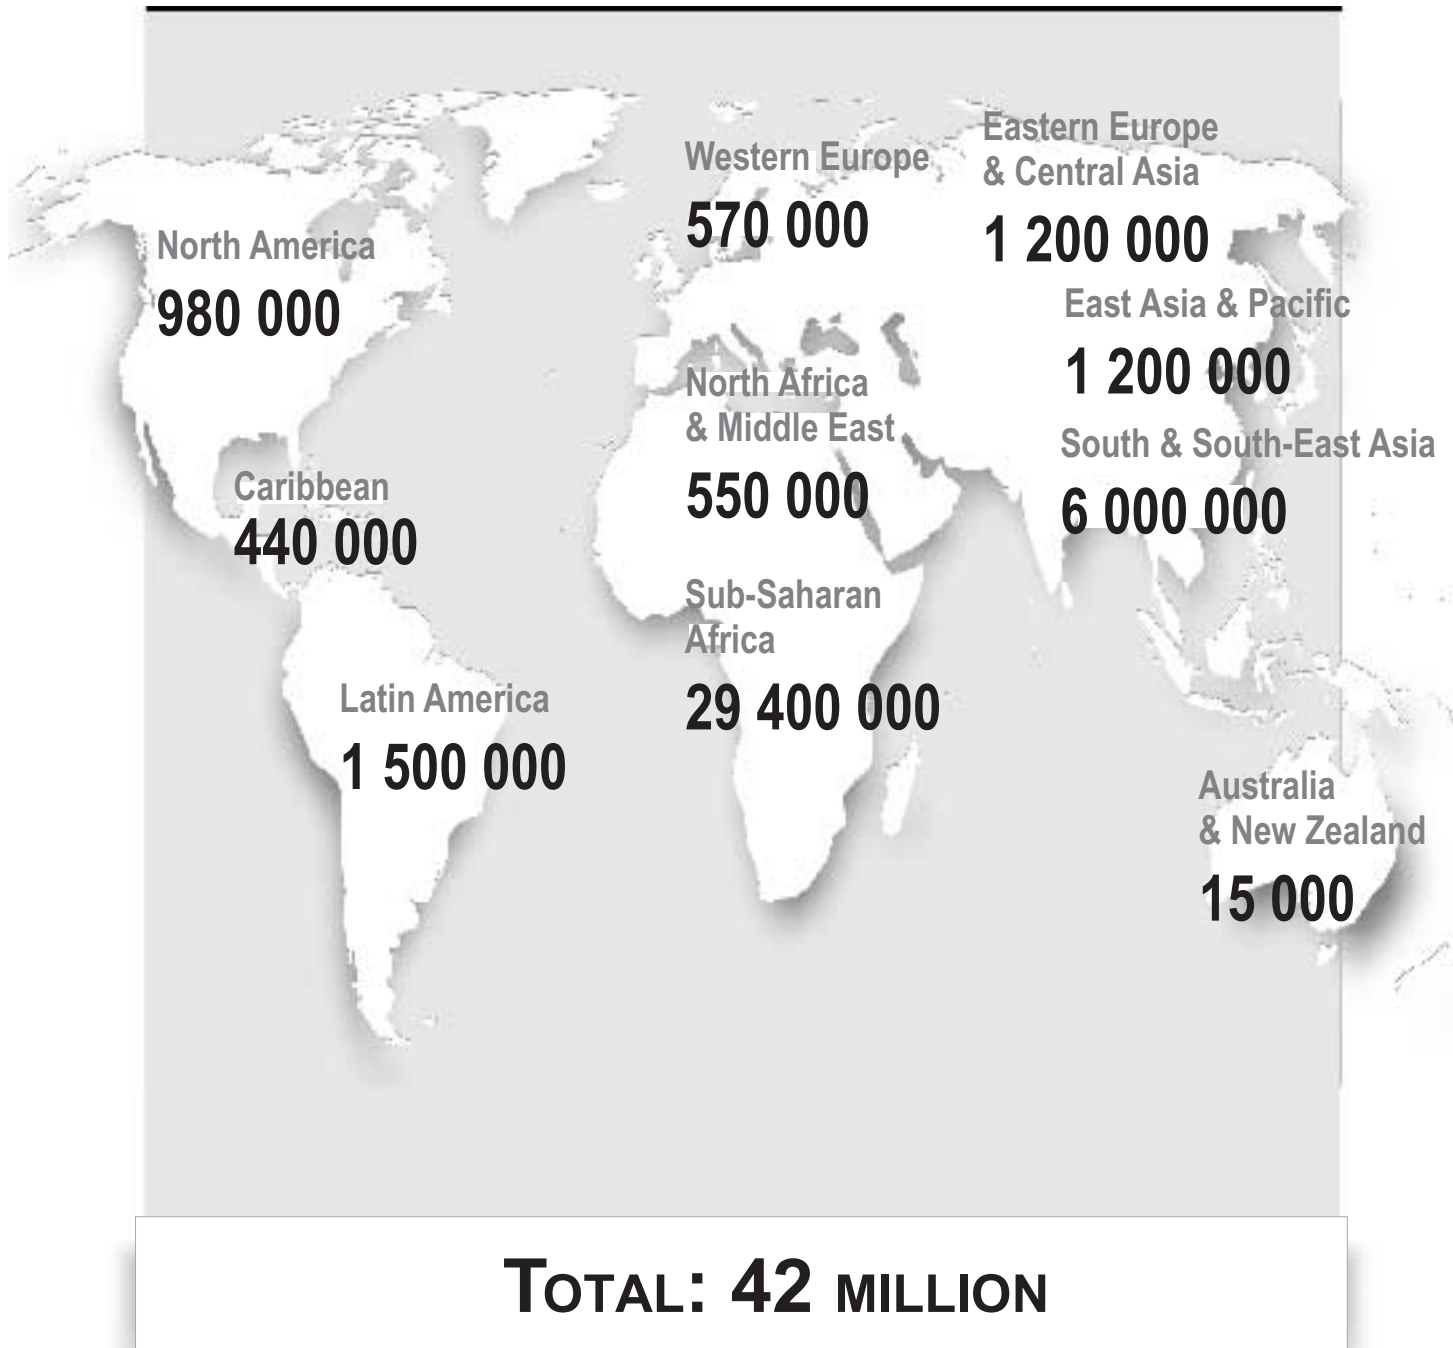 Western Europe
570 000
Eastern Europe
& Central Asia
1 200 000
North America
980 000
East Asia & Pacific
1 200 000
North Africa
& Middle East
550 000
South & South-East Asia
6 000 000
Caribbean
440 000
Sub-Saharan
Africa
29 400 000
Latin America
1 500 000
Australia
& New Zealand
15 000
TOTAL: 42 MILLION